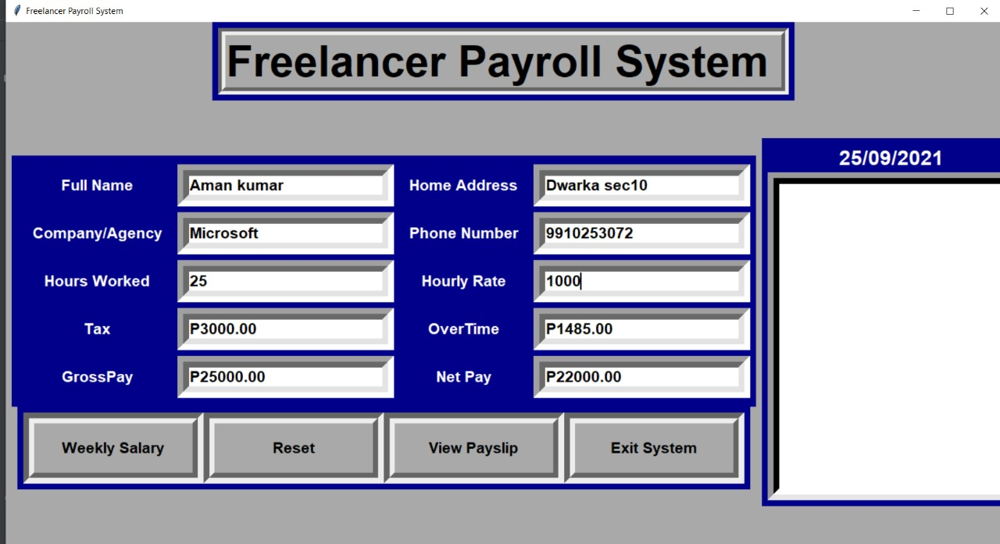 Freelancer Payroll System
Freelancer Payroll System
25/09/2021
Full Name Aman kumar Home Address Dwarka sec10
Company/Agency Microsoft Phone Number 9910253072
Hours Worked 25 Hourly Rate 1000
Tax P3000.00 OverTime P1485.00
GrossPay P25000.00 Net Pay P22000.00
Weekly Salary Reset View Payslip Exit System